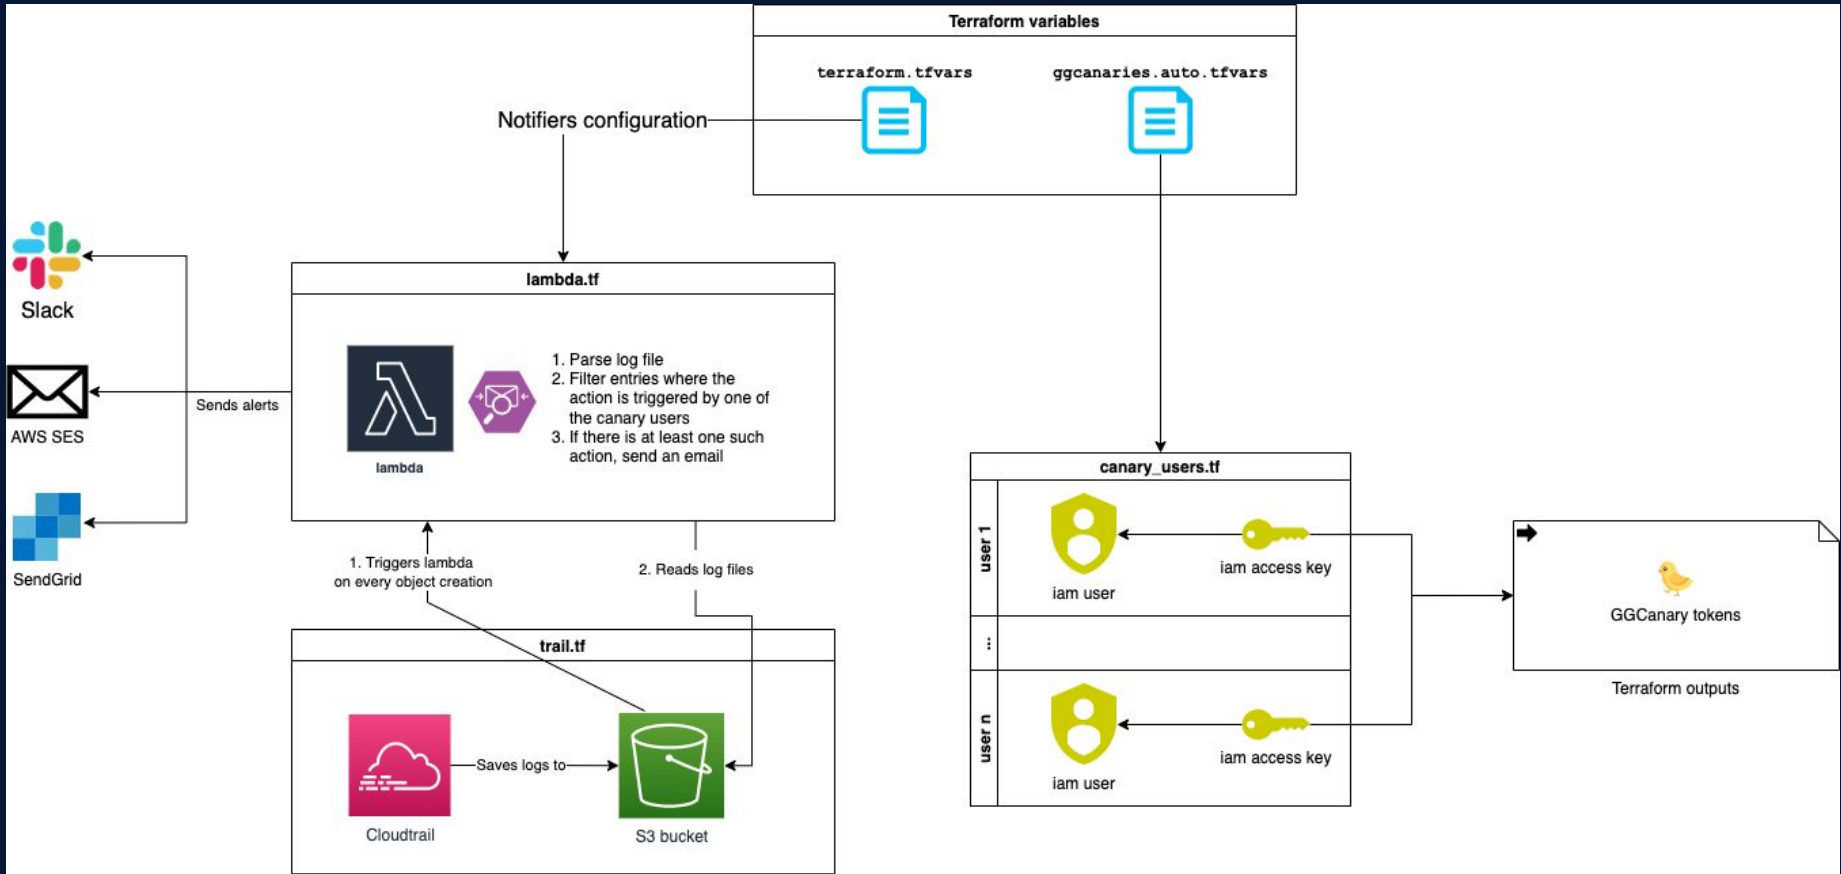 Terraform variables
terraform.tfvars
ggcanaries.auto.tfvars
Notifiers configuration
Slack
AWS SES
SendGrid
Sends alerts
lambda.tf
lambda
1. Parse log file
2. Filter entries where the
action is triggered by one of
the canary users
3. If there is at least one such
action, send an email
1. Triggers lambda
on every object creation
2. Reads log files
trail.tf
Cloudtrail
Saves logs to
S3 bucket
canary_users.tf
user 1
iam user
iam access key
...
user n
iam user
iam access key
GGCanary tokens
Terraform outputs